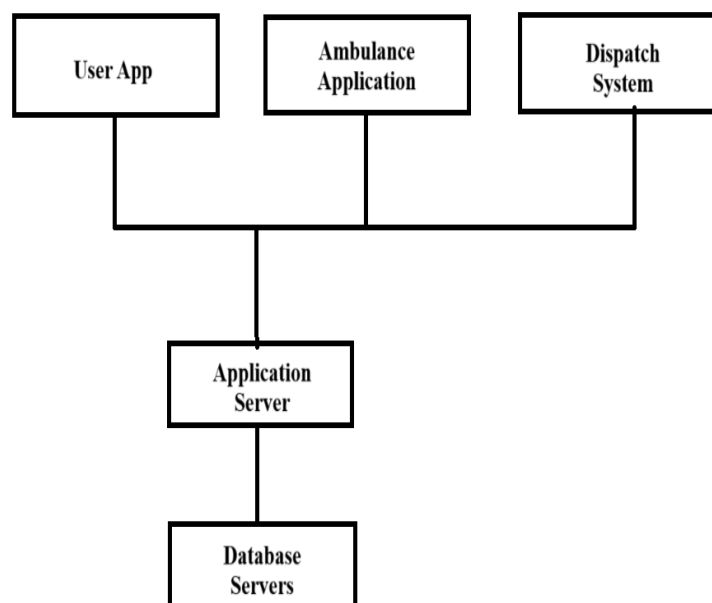 User App
Ambulance
Application
Dispatch
System
Application
Server
Database
Servers